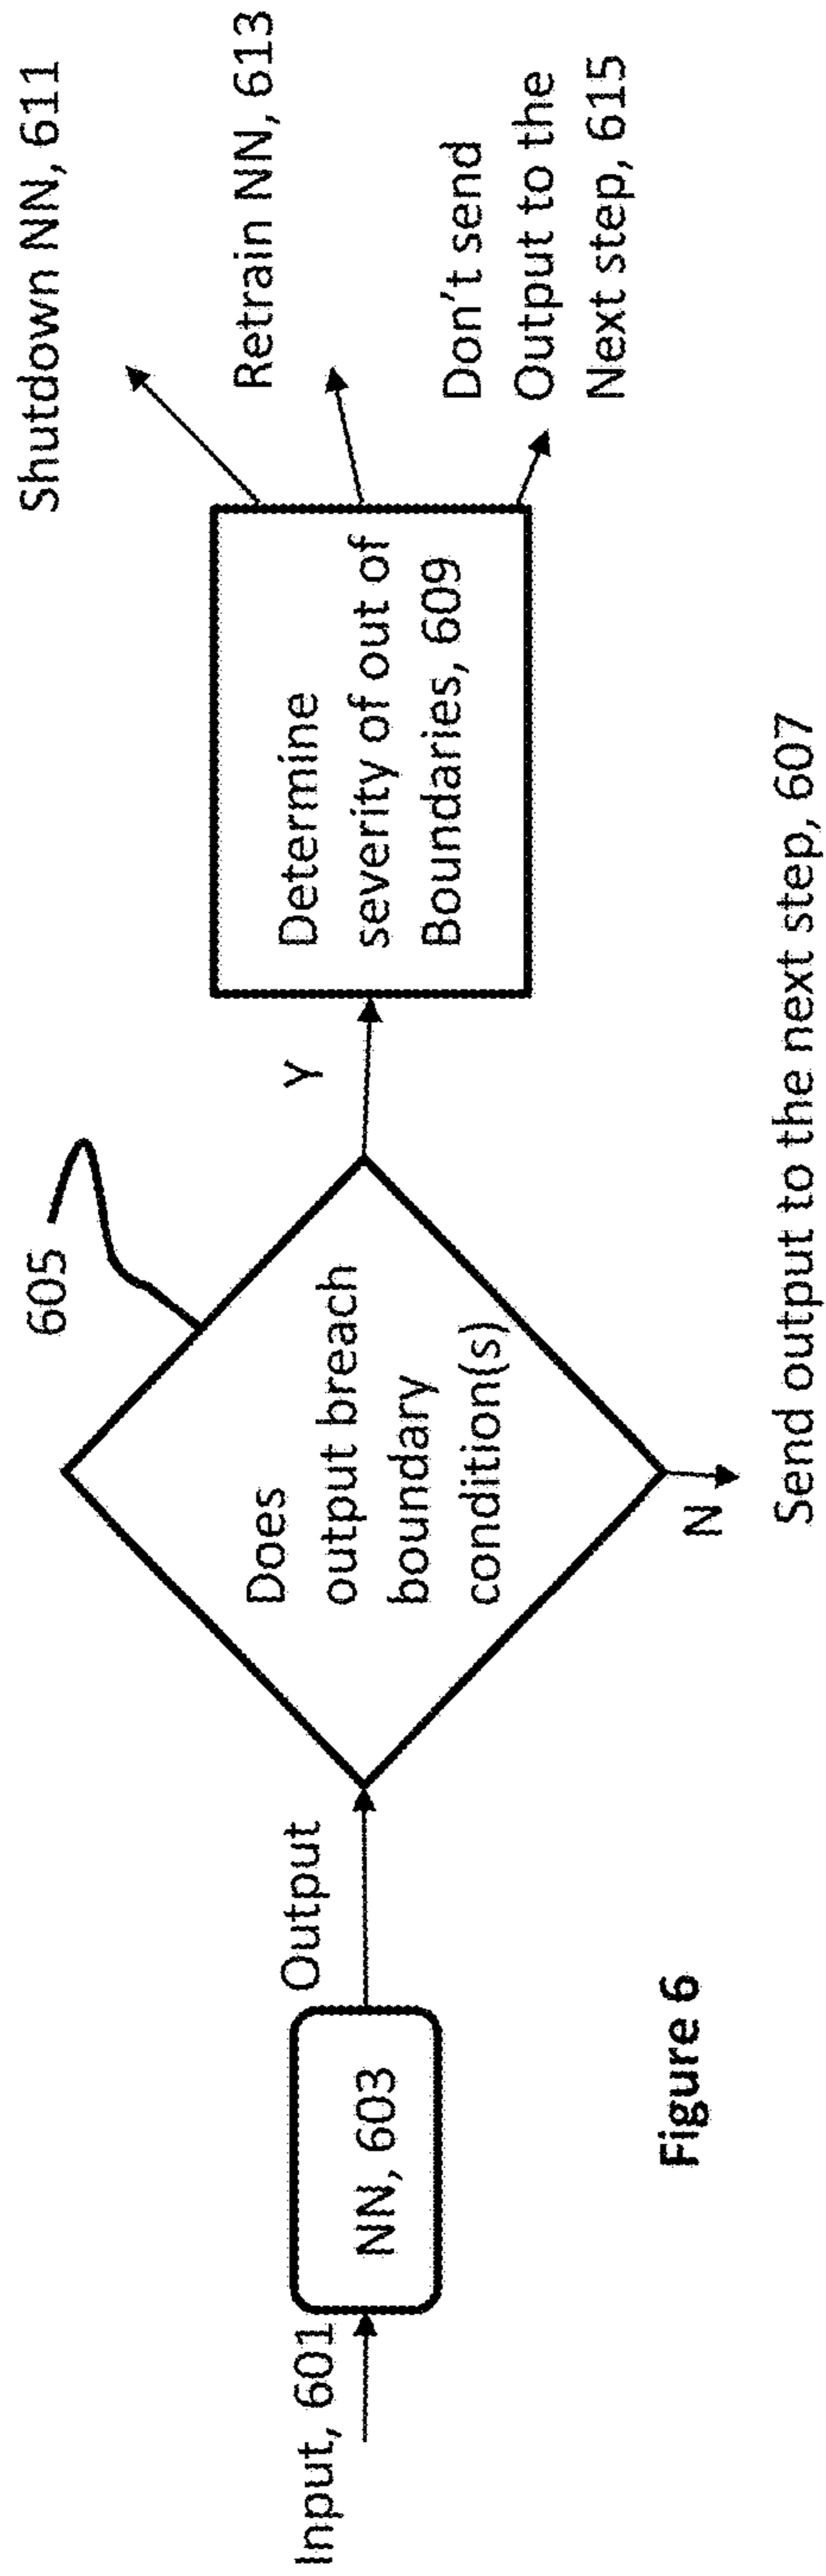 Input, 601
NN, 603
Output
605
Does
output breach
boundary
condition(s)
Y
N
Send output to the next step, 607
Determine
severity of out of
Boundaries, 609
Shutdown NN, 611
Retrain NN, 613
Don't send
Output to the
Next step, 615
Figure 6